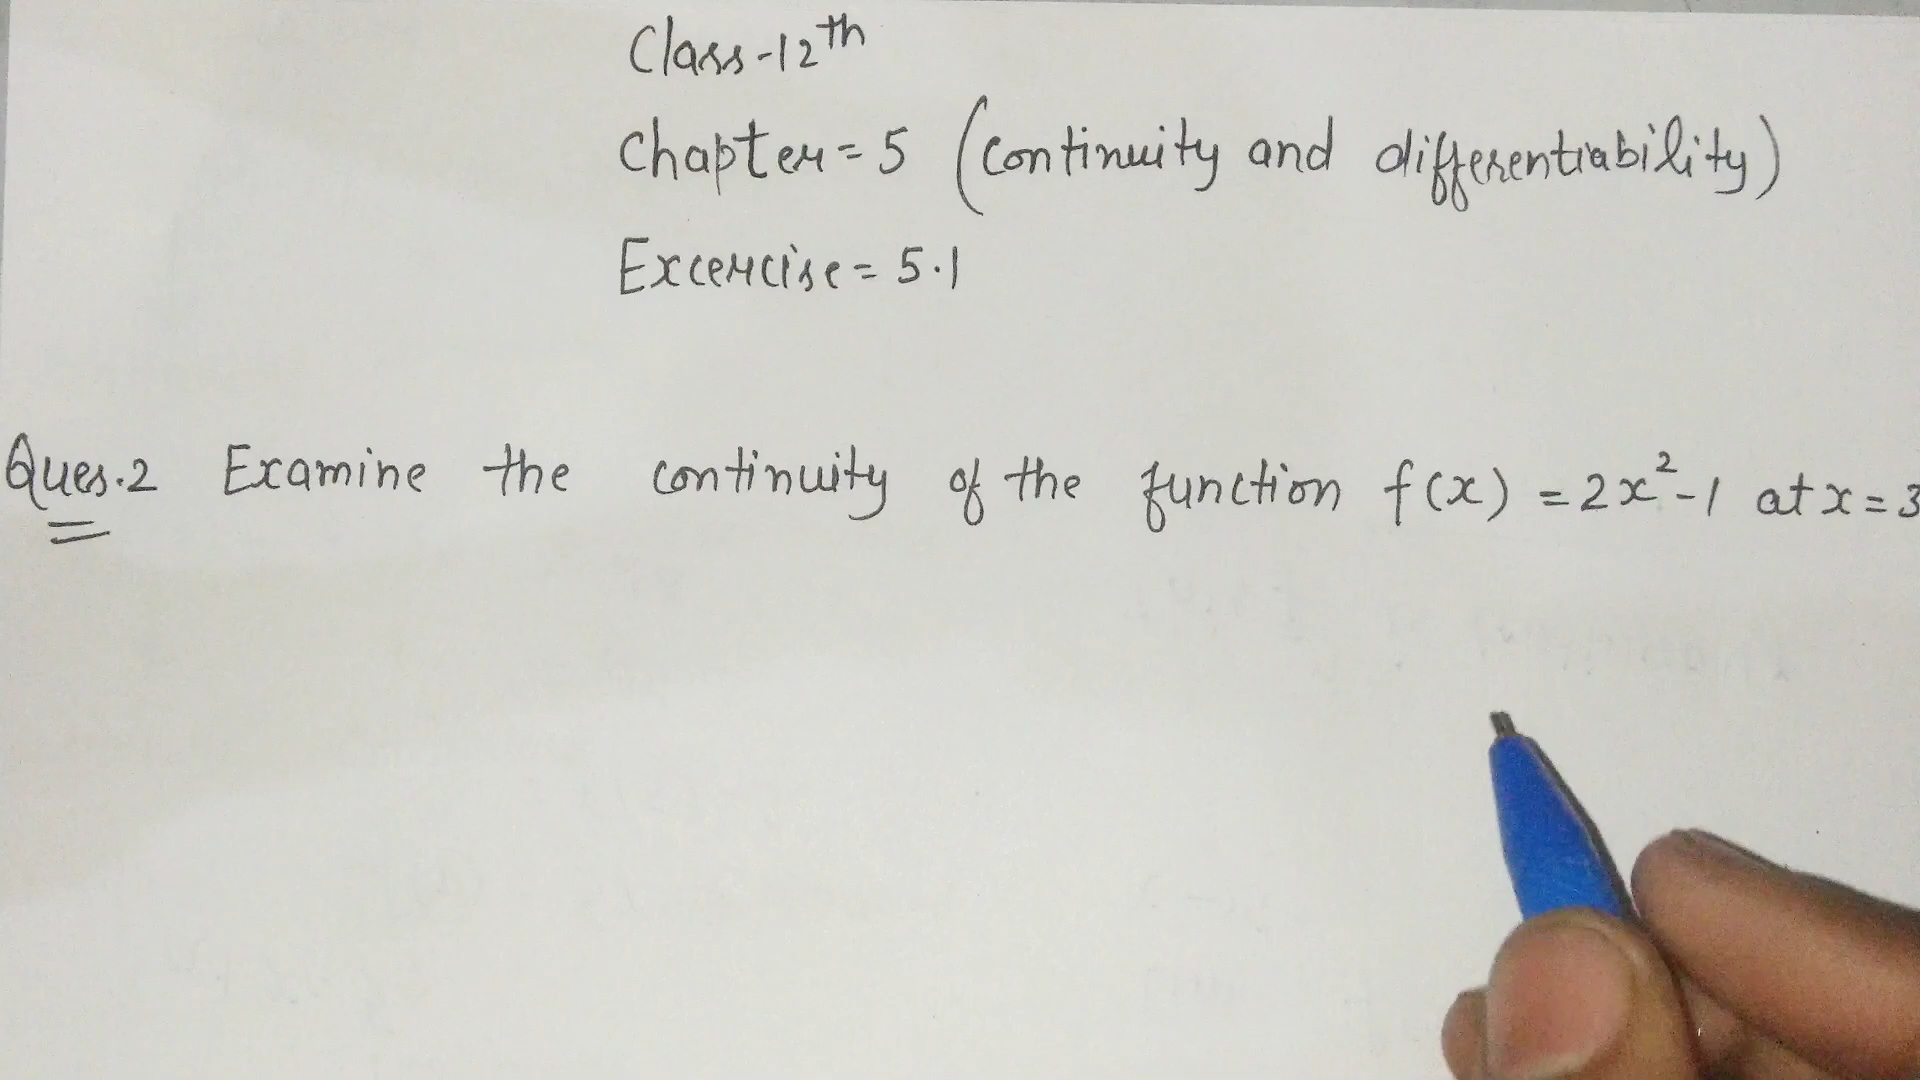 Class-12th
Chapter = 5 (Continuity and differentiability)
Excercise = 5.1
Ques.2 Examine the continuity of the function f(x) = 2x²-1 at x = 3